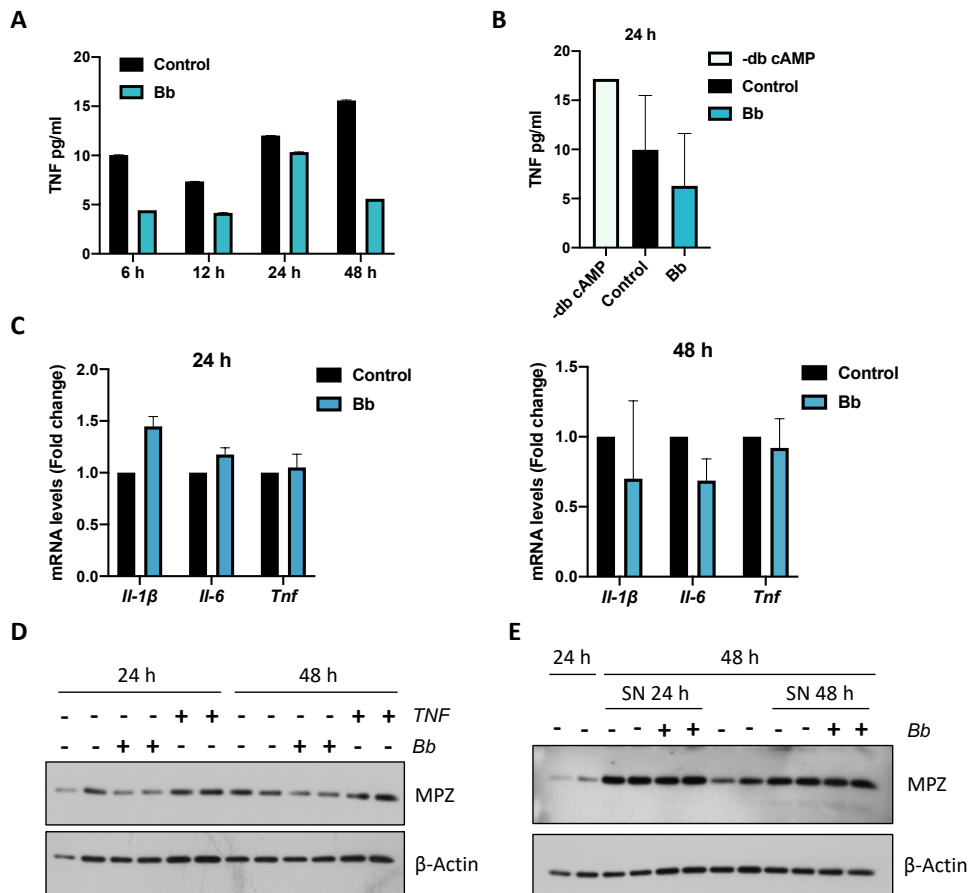 A
20
15
10
5
0
TNF pg/ml
Control
Bb
6 h
12 h
24 h
48 h
B
24 h
20
15
10
5
0
TNF pg/ml
-db cAMP
Control
Bb
-db cAMP
Control
Bb
C
24 h
2.0
1.5
1.0
0.5
0.0
mRNA levels (Fold change)
Control
Bb
Il-1β
Il-6
Tnf
48 h
1.5
1.0
0.5
0.0
mRNA levels (Fold change)
Control
Bb
Il-1β
Il-6
Tnf
D
24 h 48 h
- - - - + + - - - - + + TNF
- - + + - - - - + + - - Bb
MPZ
β-Actin
E
24 h 48 h
SN 24 h SN 48 h
- - - - + + - - - - + + Bb
MPZ
β-Actin